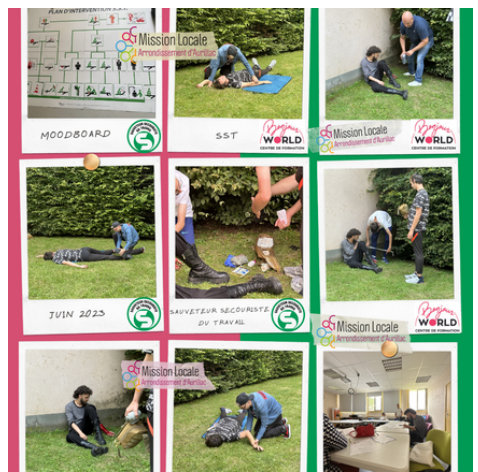 PLAN D'INTERVENTION S.S.T.
Mission Locale
Arrondissement d'Aurillac
MOODBOARD
SST
Bonjour
WORLD
CENTRE DE FORMATION
Mission Locale
Arrondissement d'Aurillac
Bonjour
WORLD
CENTRE DE FORMATION
JUIN 2023
SAUVETEUR SECOURISTE
DU TRAVAIL
Bonjour
WORLD
CENTRE DE FORMATION
Mission Locale
Arrondissement d'Aurillac
Mission Locale
Arrondissement d'Aurillac